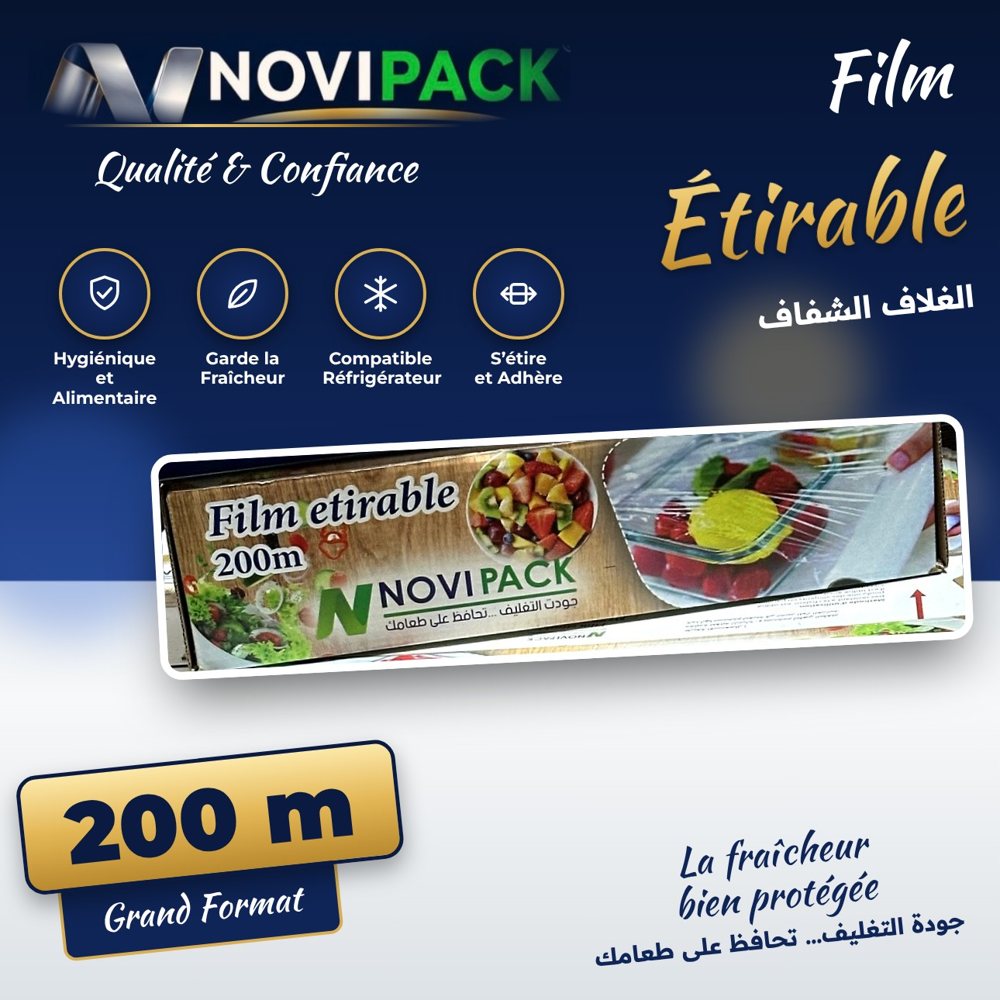 NOVIPACK
Qualité & Confiance
Film
Étirable
الغلاف الشفاف
Hygiénique
et
Alimentaire
Garde la
Fraîcheur
Compatible
Réfrigérateur
S'étire
et Adhère
Film etirable
200m
NOVIPACK
جودت التغليف ...تحافظ على طعامك
NOVIPACK
200 m
Grand Format
La fraîcheur
bien protégée
جودة التغليف... تحافظ على طعامك